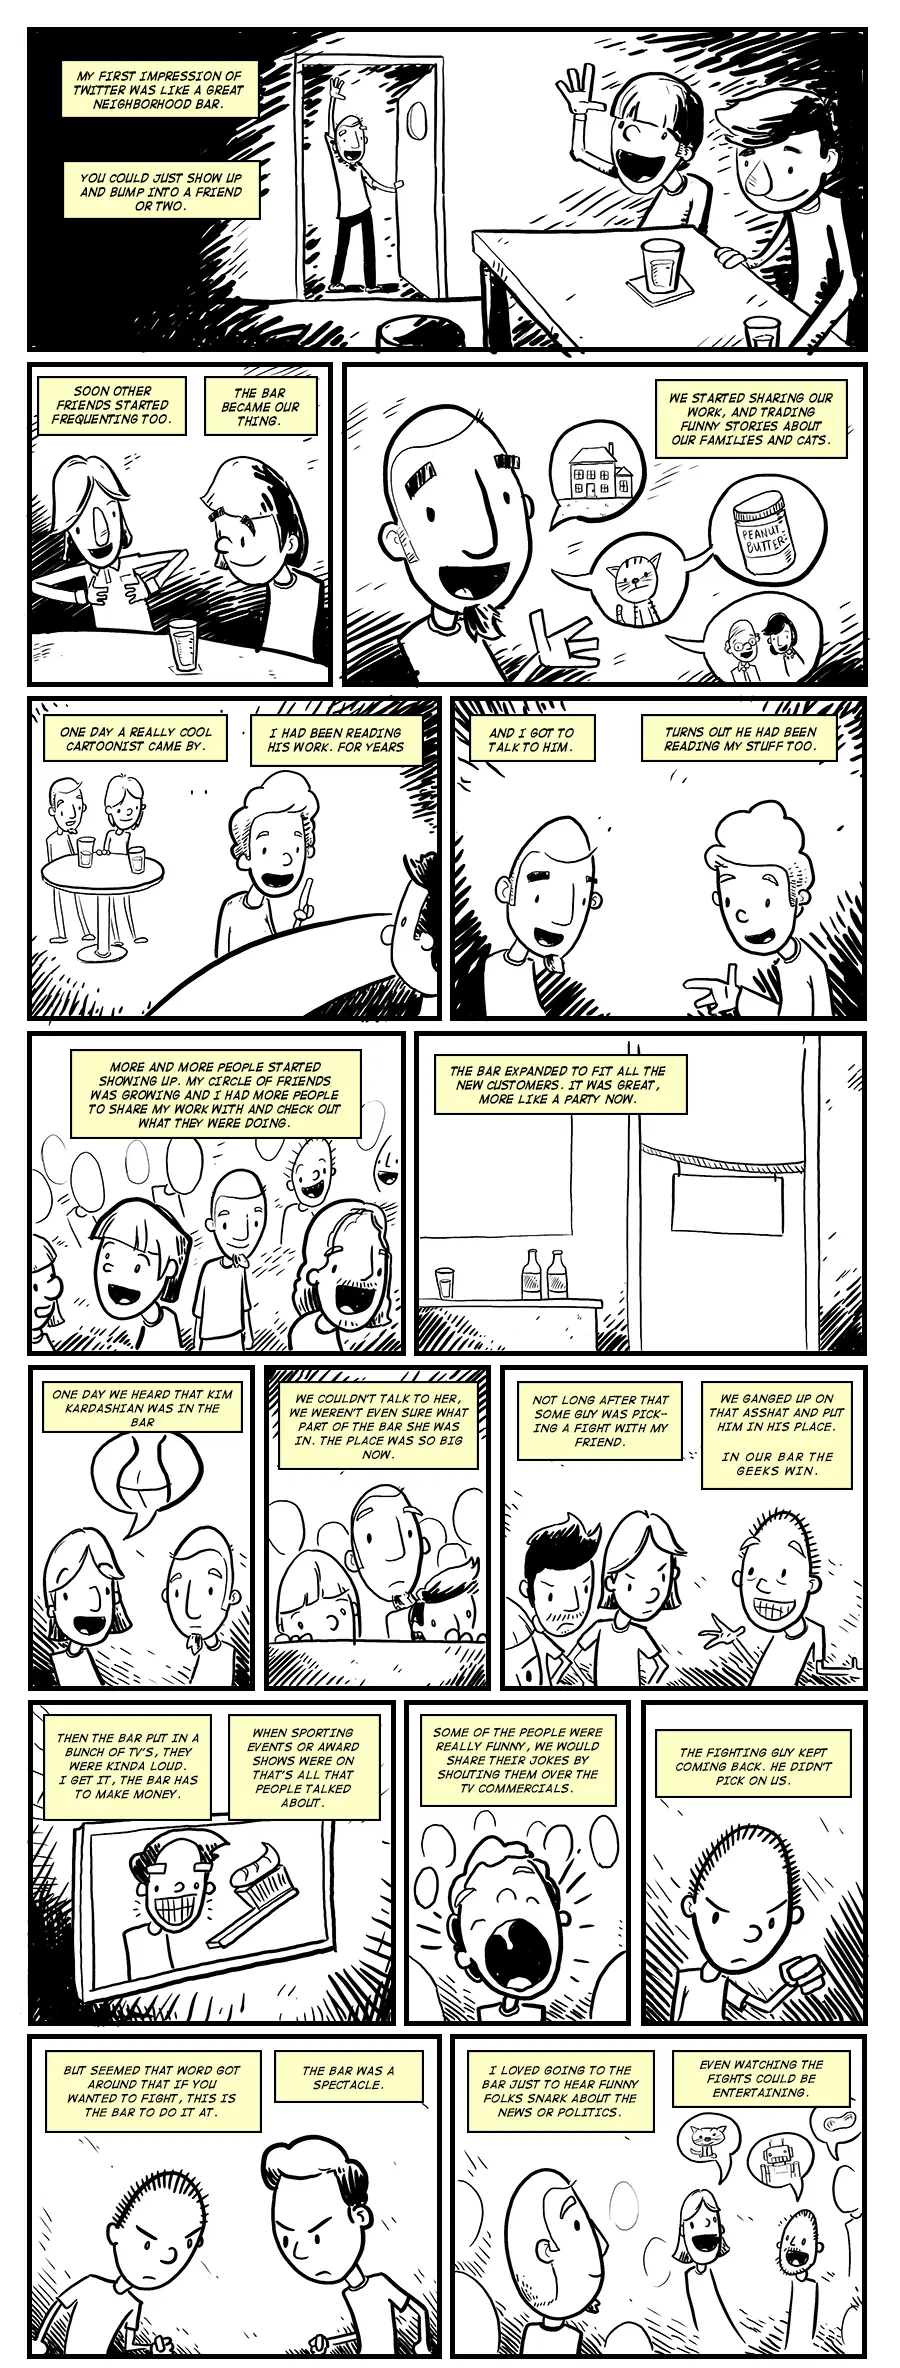 MY FIRST IMPRESSION OF
TWITTER WAS LIKE A GREAT
NEIGHBORHOOD BAR.
YOU COULD JUST SHOW UP
AND BUMP INTO A FRIEND
OR TWO.
SOON OTHER
FRIENDS STARTED
FREQUENTING TOO.
THE BAR
BECAME OUR
THING.
WE STARTED SHARING OUR
WORK, AND TRADING
FUNNY STORIES ABOUT
OUR FAMILIES AND CATS.
PEANUT
BUTTER
ONE DAY A REALLY COOL
CARTOONIST CAME BY.
I HAD BEEN READING
HIS WORK. FOR YEARS
AND I GOT TO
TALK TO HIM.
TURNS OUT HE HAD BEEN
READING MY STUFF TOO.
MORE AND MORE PEOPLE STARTED
SHOWING UP. MY CIRCLE OF FRIENDS
WAS GROWING AND I HAD MORE PEOPLE
TO SHARE MY WORK WITH AND CHECK OUT
WHAT THEY WERE DOING.
THE BAR EXPANDED TO FIT ALL THE
NEW CUSTOMERS. IT WAS GREAT,
MORE LIKE A PARTY NOW.
ONE DAY WE HEARD THAT KIM
KARDASHIAN WAS IN THE
BAR
WE COULDN'T TALK TO HER,
WE WEREN'T EVEN SURE WHAT
PART OF THE BAR SHE WAS
IN. THE PLACE WAS SO BIG
NOW.
NOT LONG AFTER THAT
SOME GUY WAS PICK-
ING A FIGHT WITH MY
FRIEND.
WE GANGED UP ON
THAT ASSHAT AND PUT
HIM IN HIS PLACE.
IN OUR BAR THE
GEEKS WIN.
THEN THE BAR PUT IN A
BUNCH OF TV'S, THEY
WERE KINDA LOUD.
I GET IT, THE BAR HAS
TO MAKE MONEY.
WHEN SPORTING
EVENTS OR AWARD
SHOWS WERE ON
THAT'S ALL THAT
PEOPLE TALKED
ABOUT.
SOME OF THE PEOPLE WERE
REALLY FUNNY, WE WOULD
SHARE THEIR JOKES BY
SHOUTING THEM OVER THE
TV COMMERCIALS.
THE FIGHTING GUY KEPT
COMING BACK. HE DIDN'T
PICK ON US.
BUT SEEMED THAT WORD GOT
AROUND THAT IF YOU
WANTED TO FIGHT, THIS IS
THE BAR TO DO IT AT.
THE BAR WAS A
SPECTACLE.
I LOVED GOING TO THE
BAR JUST TO HEAR FUNNY
FOLKS SNARK ABOUT THE
NEWS OR POLITICS.
EVEN WATCHING THE
FIGHTS COULD BE
ENTERTAINING.